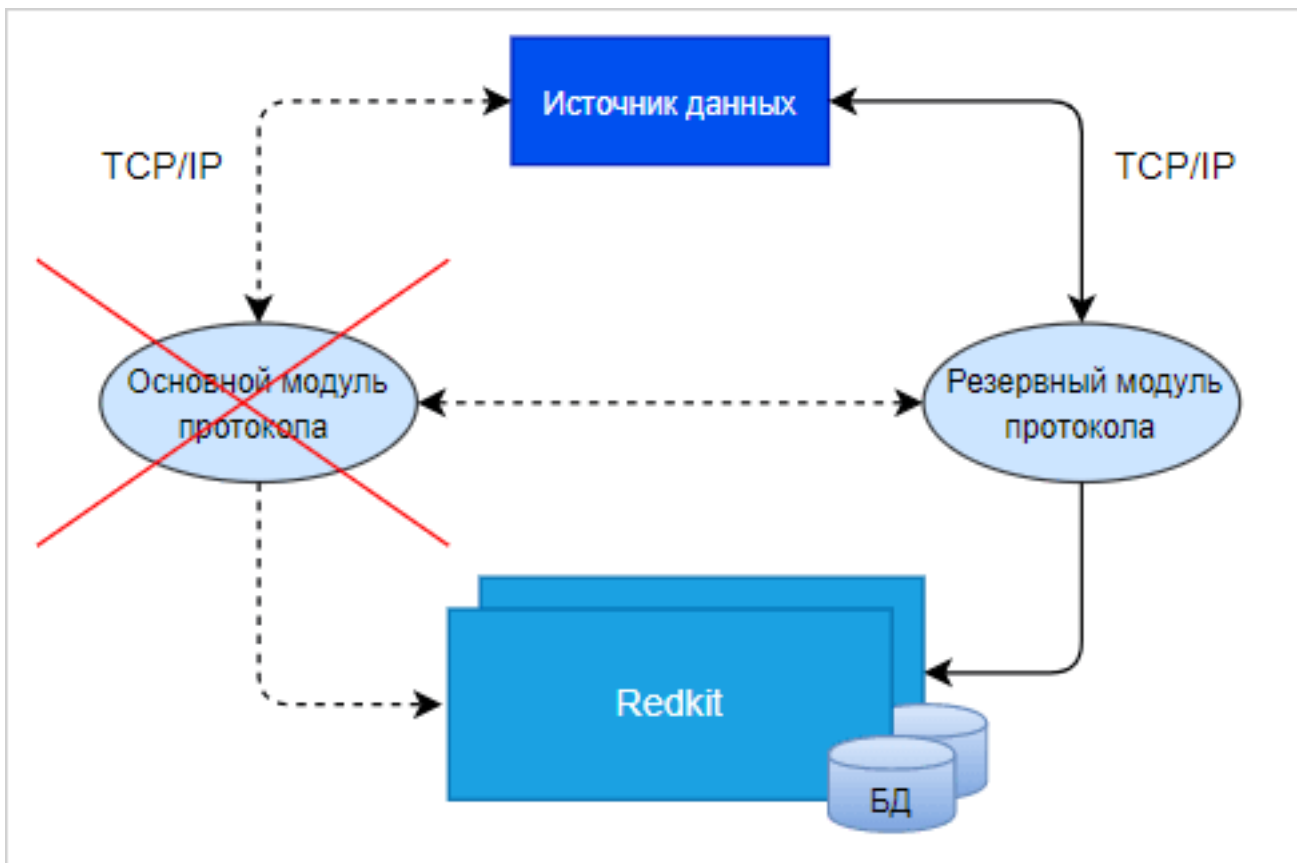 Источник данных
TCP/IP
TCP/IP
Основной модуль
протокола
Резервный модуль
протокола
Redkit
БД